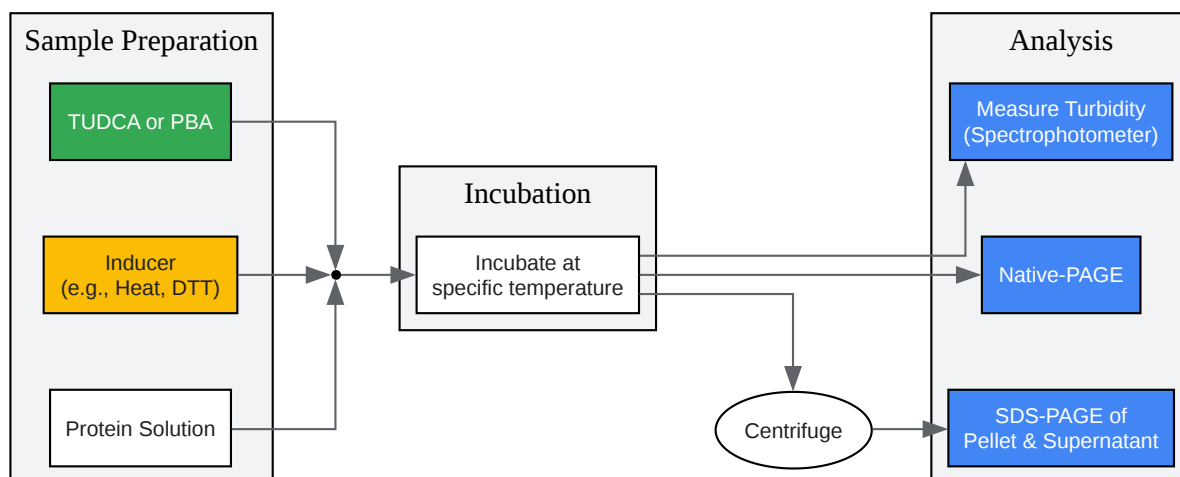 Sample Preparation
TUDCA or PBA
Inducer
(e.g., Heat, DTT)
Protein Solution
Incubation
Incubate at
specific temperature
Centrifuge
Analysis
Measure Turbidity
(Spectrophotometer)
Native-PAGE
SDS-PAGE of
Pellet & Supernatant